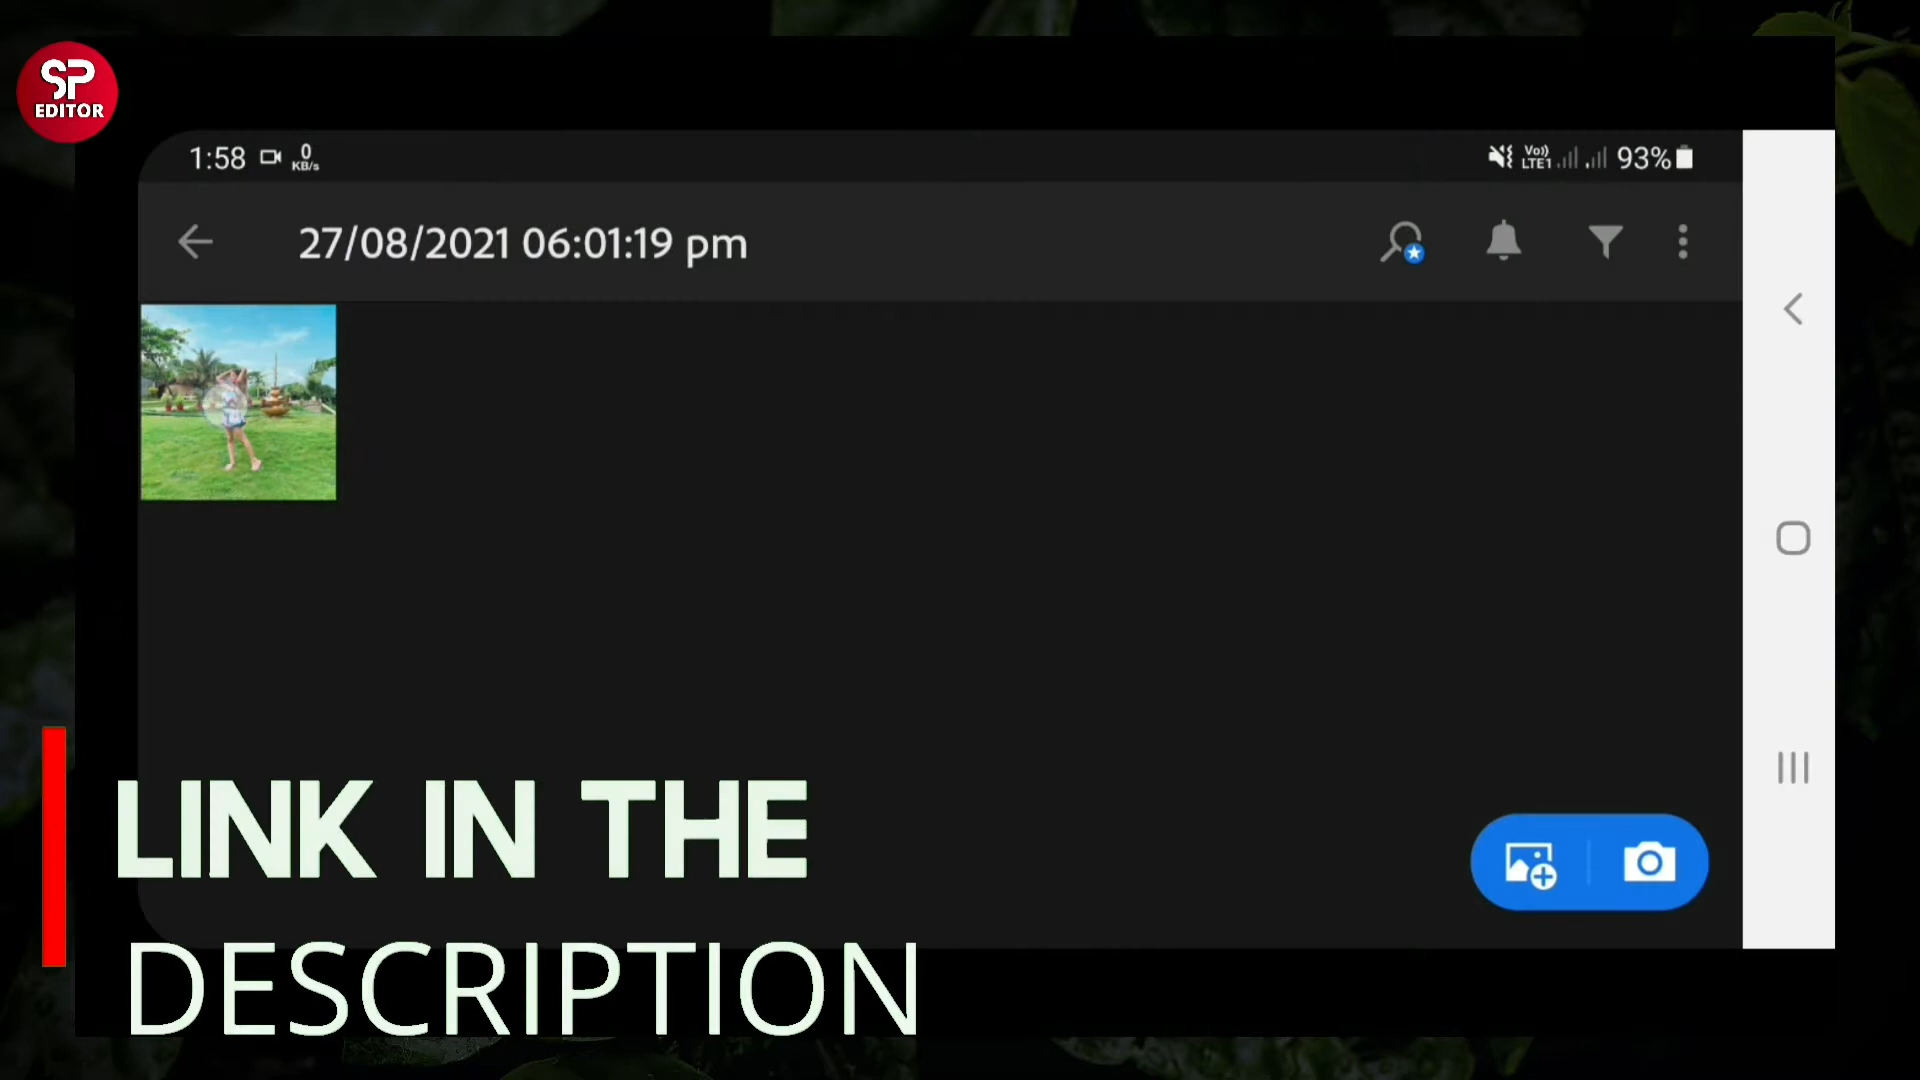 SP
EDITOR
1:58
0
KB/s
Vo))
LTE1
93%
27/08/2021 06:01:19 pm
LINK IN THE
DESCRIPTION